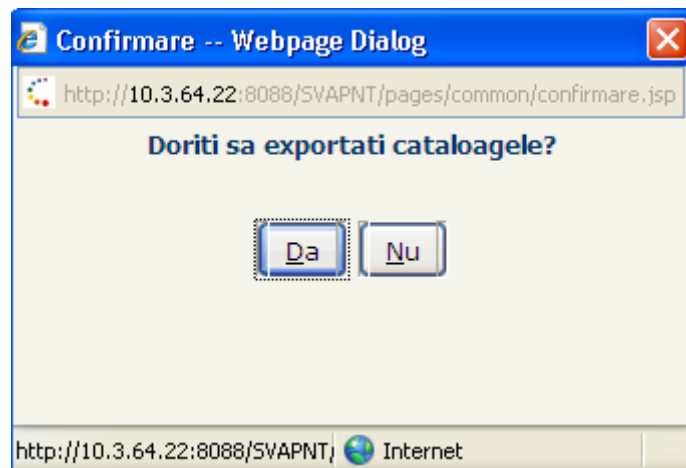 Confirmare -- Webpage Dialog
http://10.3.64.22:8088/SVAPNT/pages/common/confirmare.jsp
Doriti sa exportati cataloagele?
Da Nu
http://10.3.64.22:8088/SVAPNT/ Internet